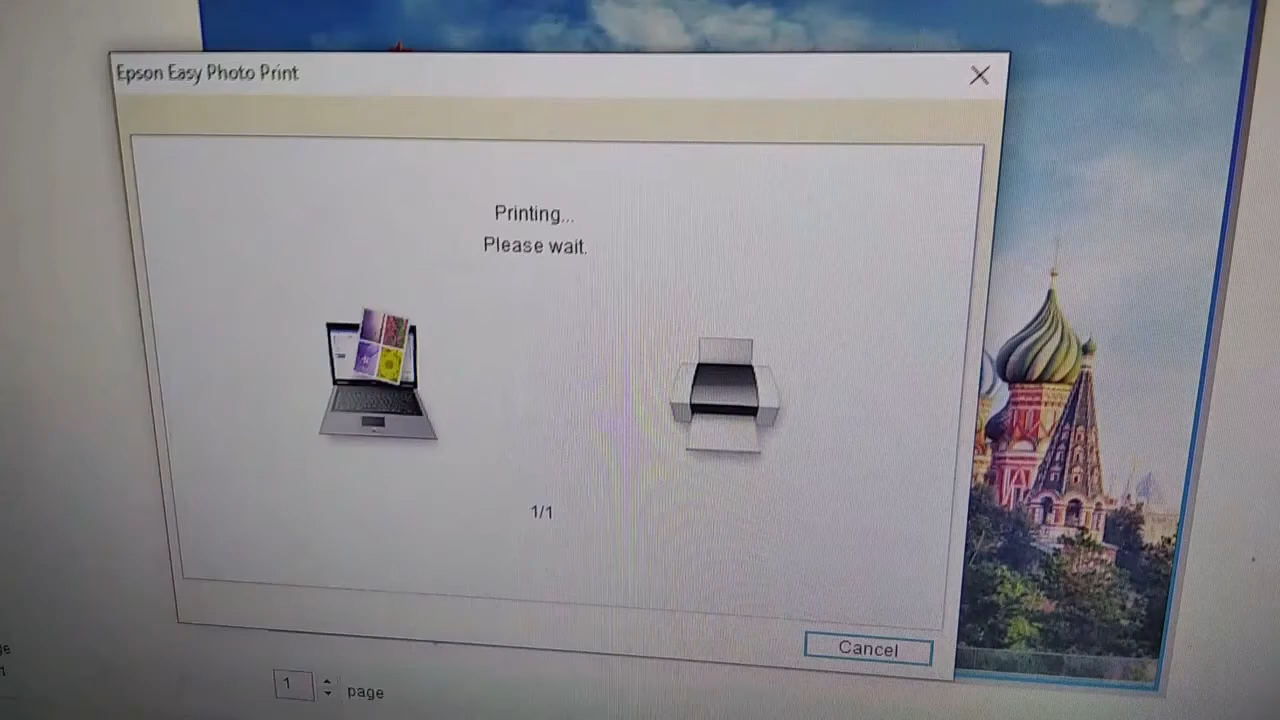 Epson Easy Photo Print
Printing...
Please wait.
1/1
Cancel
1
page